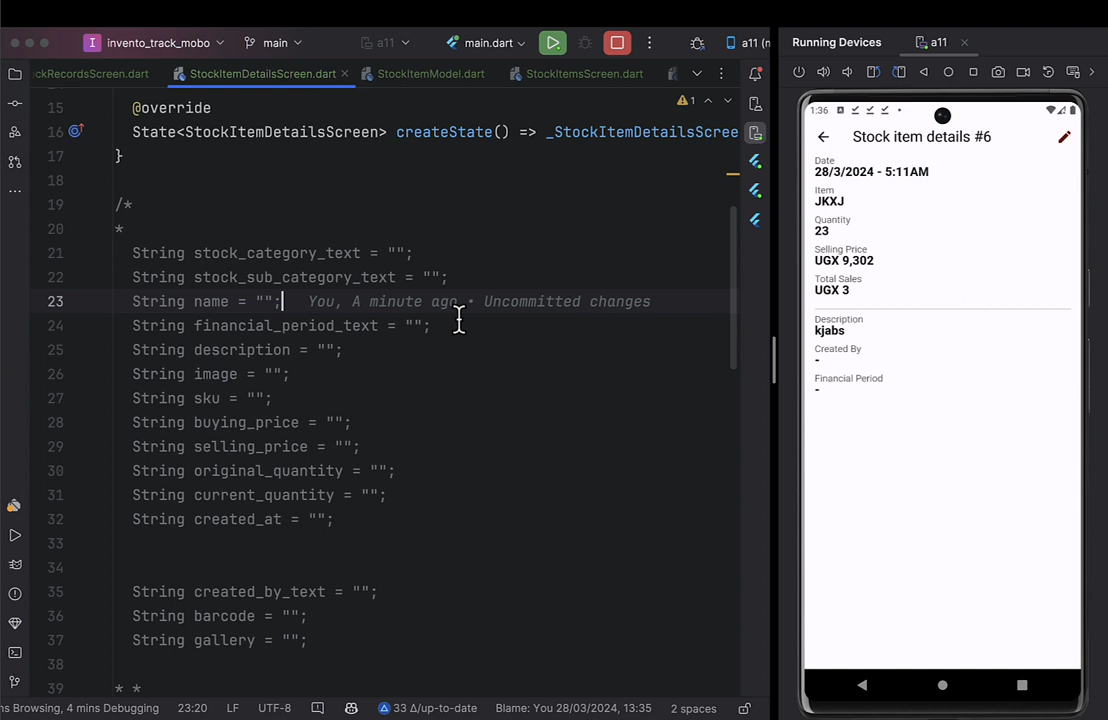 invento_track_mobo
main
a11
main.dart
a11 (n
Running Devices
a11
ckRecordsScreen.dart
StockItemDetailsScreen.dart
StockItemModel.dart
StockItemsScreen.dart
15 @override
1
16 State<StockItemDetailsScreen> createState() => _StockItemDetailsScree
17 }
18
19 /*
20 *
21 String stock_category_text = "";
22 String stock_sub_category_text = "";
23 String name = ""; You, A minute ago • Uncommitted changes
24 String financial_period_text = "";
25 String description = "";
26 String image = "";
27 String sku = "";
28 String buying_price = "";
29 String selling_price = "";
30 String original_quantity = "";
31 String current_quantity = "";
32 String created_at = "";
33
34
35 String created_by_text = "";
36 String barcode = "";
37 String gallery = "";
38
39 * *
ns Browsing, 4 mins Debugging
23:20
LF
UTF-8
33 Δ/up-to-date
Blame: You 28/03/2024, 13:35
2 spaces
1:36
Stock item details #6
Date
28/3/2024 - 5:11AM
Item
JKXJ
Quantity
23
Selling Price
UGX 9,302
Total Sales
UGX 3
Description
kjabs
Created By
-
Financial Period
-